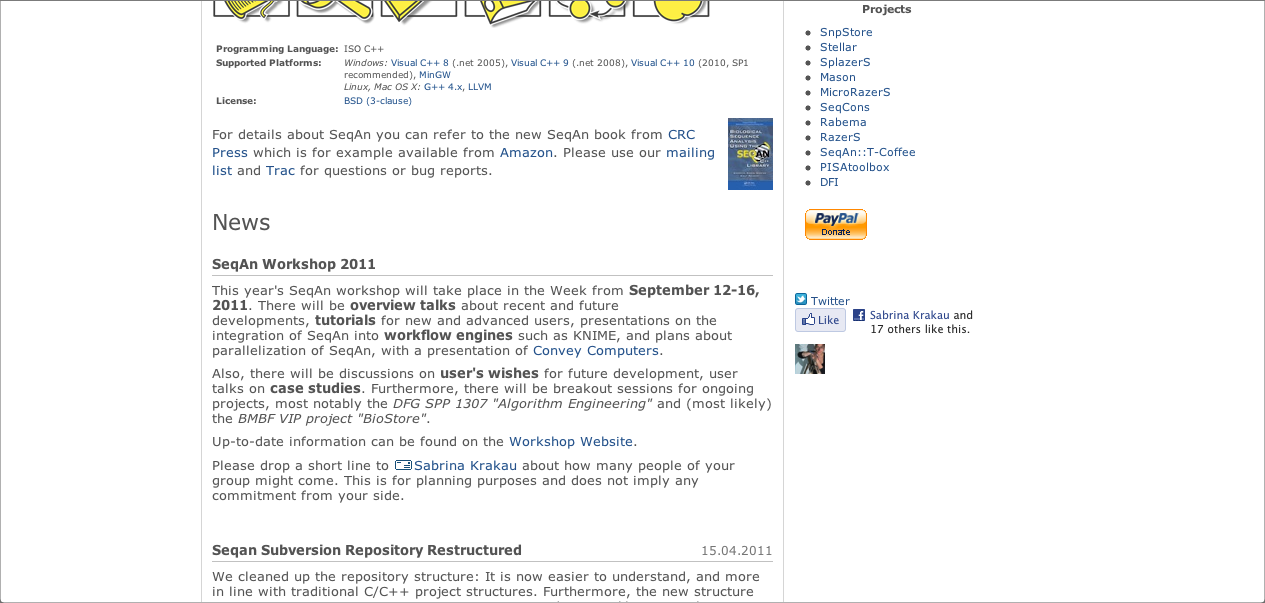 Programming Language: ISO C++
Supported Platforms: Windows: Visual C++ 8 (.net 2005), Visual C++ 9 (.net 2008), Visual C++ 10 (2010, SP1
recommended), MinGW
Linux, Mac OS X: G++ 4.x, LLVM
License: BSD (3-clause)
For details about SeqAn you can refer to the new SeqAn book from CRC
Press which is for example available from Amazon. Please use our mailing
list and Trac for questions or bug reports.
BIOLOGICAL
SEQUENCE
ANALYSIS
USING THE
SEQAN
C++
LIBRARY
News
SeqAn Workshop 2011
This year's SeqAn workshop will take place in the Week from September 12-16,
2011. There will be overview talks about recent and future
developments, tutorials for new and advanced users, presentations on the
integration of SeqAn into workflow engines such as KNIME, and plans about
parallelization of SeqAn, with a presentation of Convey Computers.
Also, there will be discussions on user's wishes for future development, user
talks on case studies. Furthermore, there will be breakout sessions for ongoing
projects, most notably the DFG SPP 1307 "Algorithm Engineering" and (most likely)
the BMBF VIP project "BioStore".
Up-to-date information can be found on the Workshop Website.
Please drop a short line to Sabrina Krakau about how many people of your
group might come. This is for planning purposes and does not imply any
commitment from your side.
Seqan Subversion Repository Restructured 15.04.2011
We cleaned up the repository structure: It is now easier to understand, and more
in line with traditional C/C++ project structures. Furthermore, the new structure
Projects
SnpStore
Stellar
SplazerS
Mason
MicroRazerS
SeqCons
Rabema
RazerS
SeqAn::T-Coffee
PISAtoolbox
DFI
PayPal
Donate
Twitter
Like
Sabrina Krakau and
17 others like this.